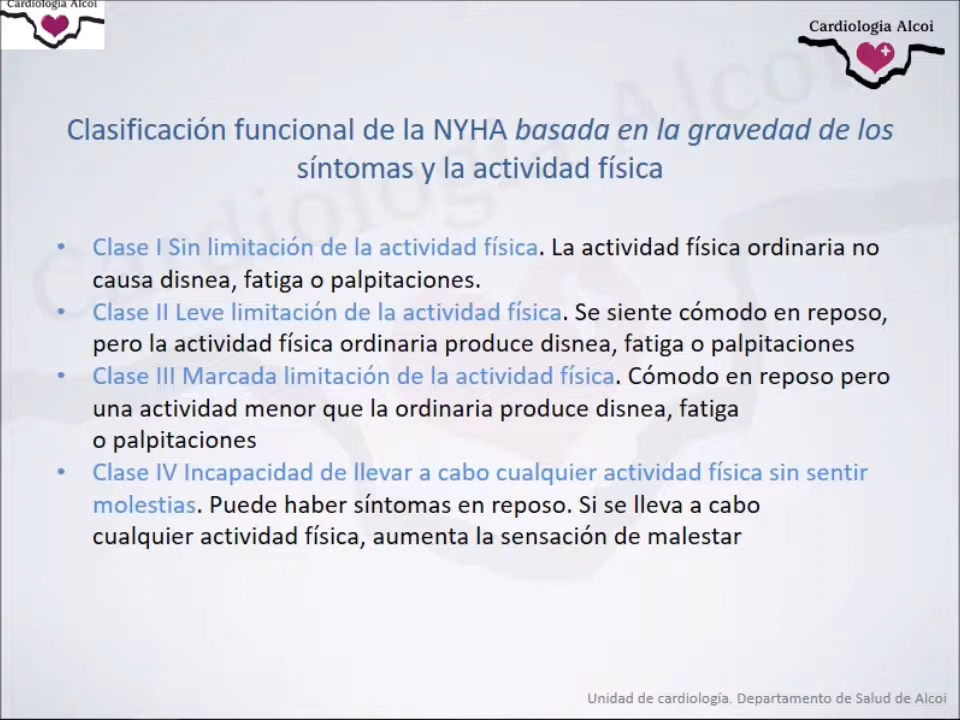 Cardiologia Alcoi
Cardiologia Alcoi
Clasificación funcional de la NYHA basada en la gravedad de los
síntomas y la actividad física
• Clase I Sin limitación de la actividad física. La actividad física ordinaria no
causa disnea, fatiga o palpitaciones.
• Clase II Leve limitación de la actividad física. Se siente cómodo en reposo,
pero la actividad física ordinaria produce disnea, fatiga o palpitaciones
• Clase III Marcada limitación de la actividad física. Cómodo en reposo pero
una actividad menor que la ordinaria produce disnea, fatiga
o palpitaciones
• Clase IV Incapacidad de llevar a cabo cualquier actividad física sin sentir
molestias. Puede haber síntomas en reposo. Si se lleva a cabo
cualquier actividad física, aumenta la sensación de malestar
Cardiologia Alcoi
Unidad de cardiología. Departamento de Salud de Alcoi